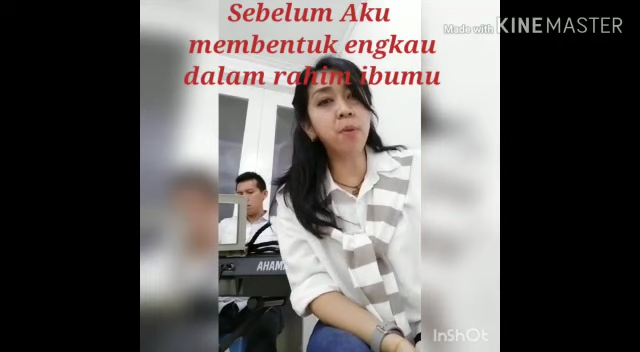 Sebelum Aku
membentuk engkau
dalam rahim ibumu
Made with KINEMASTER
InShOt